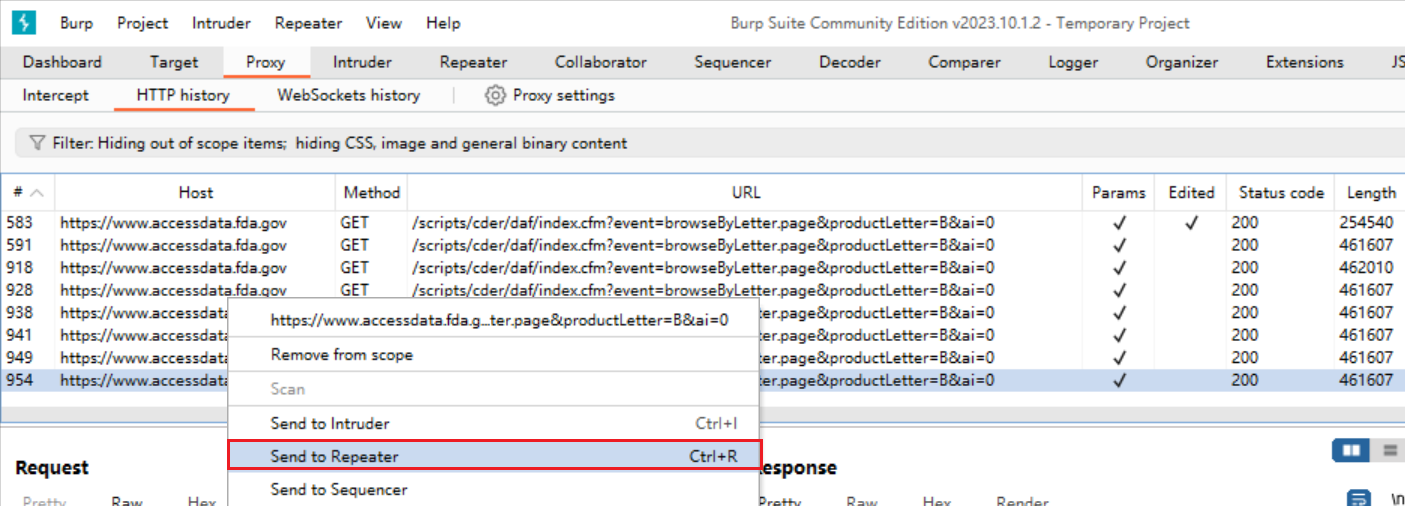 Burp Project Intruder Repeater View Help Burp Suite Community Edition v2023.10.1.2 - Temporary Project
Dashboard Target Proxy Intruder Repeater Collaborator Sequencer Decoder Comparer Logger Organizer Extensions
Intercept HTTP history WebSockets history Proxy settings
Filter: Hiding out of scope items; hiding CSS, image and general binary content
# Host Method URL Params Edited Status code Length
583 https://www.accessdata.fda.gov GET /scripts/cder/daf/index.cfm?event=browseByLetter.page&productLetter=B&ai=0 ✓ ✓ 200 254540
591 https://www.accessdata.fda.gov GET /scripts/cder/daf/index.cfm?event=browseByLetter.page&productLetter=B&ai=0 ✓ 200 461607
918 https://www.accessdata.fda.gov GET /scripts/cder/daf/index.cfm?event=browseByLetter.page&productLetter=B&ai=0 ✓ 200 462010
928 https://www.accessdata.fda.gov GET /scripts/cder/daf/index.cfm?event=browseByLetter.page&productLetter=B&ai=0 ✓ 200 461607
938 https://www.accessdata ter.page&productLetter=B&ai=0 ✓ 200 461607
941 https://www.accessdata ter.page&productLetter=B&ai=0 ✓ 200 461607
949 https://www.accessdata ter.page&productLetter=B&ai=0 ✓ 200 461607
954 https://www.accessdata ter.page&productLetter=B&ai=0 ✓ 200 461607
https://www.accessdata.fda.g...ter.page&productLetter=B&ai=0
Remove from scope
Scan
Send to Intruder Ctrl+I
Send to Repeater Ctrl+R
Send to Sequencer
Request
Pretty Raw Hex
esponse
Pretty Raw Hex Render \n